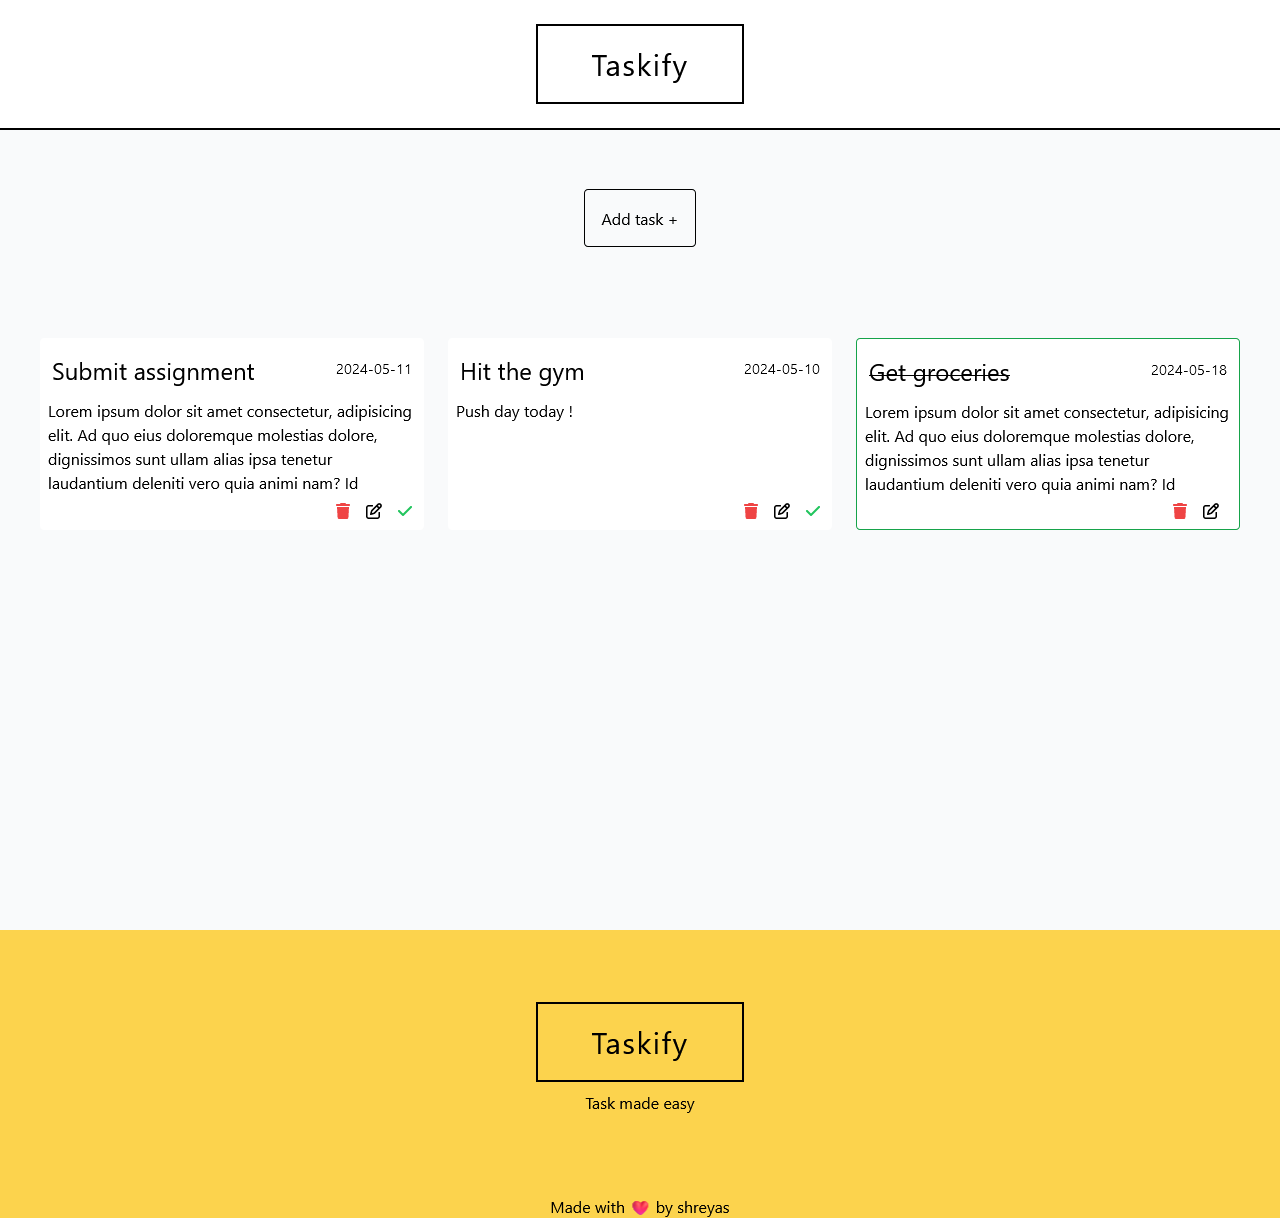 Taskify
Add task +
Submit assignment
2024-05-11
Lorem ipsum dolor sit amet consectetur, adipisicing
elit. Ad quo eius doloremque molestias dolore,
dignissimos sunt ullam alias ipsa tenetur
laudantium deleniti vero quia animi nam? Id
Hit the gym
2024-05-10
Push day today !
Get groceries
2024-05-18
Lorem ipsum dolor sit amet consectetur, adipisicing
elit. Ad quo eius doloremque molestias dolore,
dignissimos sunt ullam alias ipsa tenetur
laudantium deleniti vero quia animi nam? Id
Taskify
Task made easy
Made with 💗 by shreyas